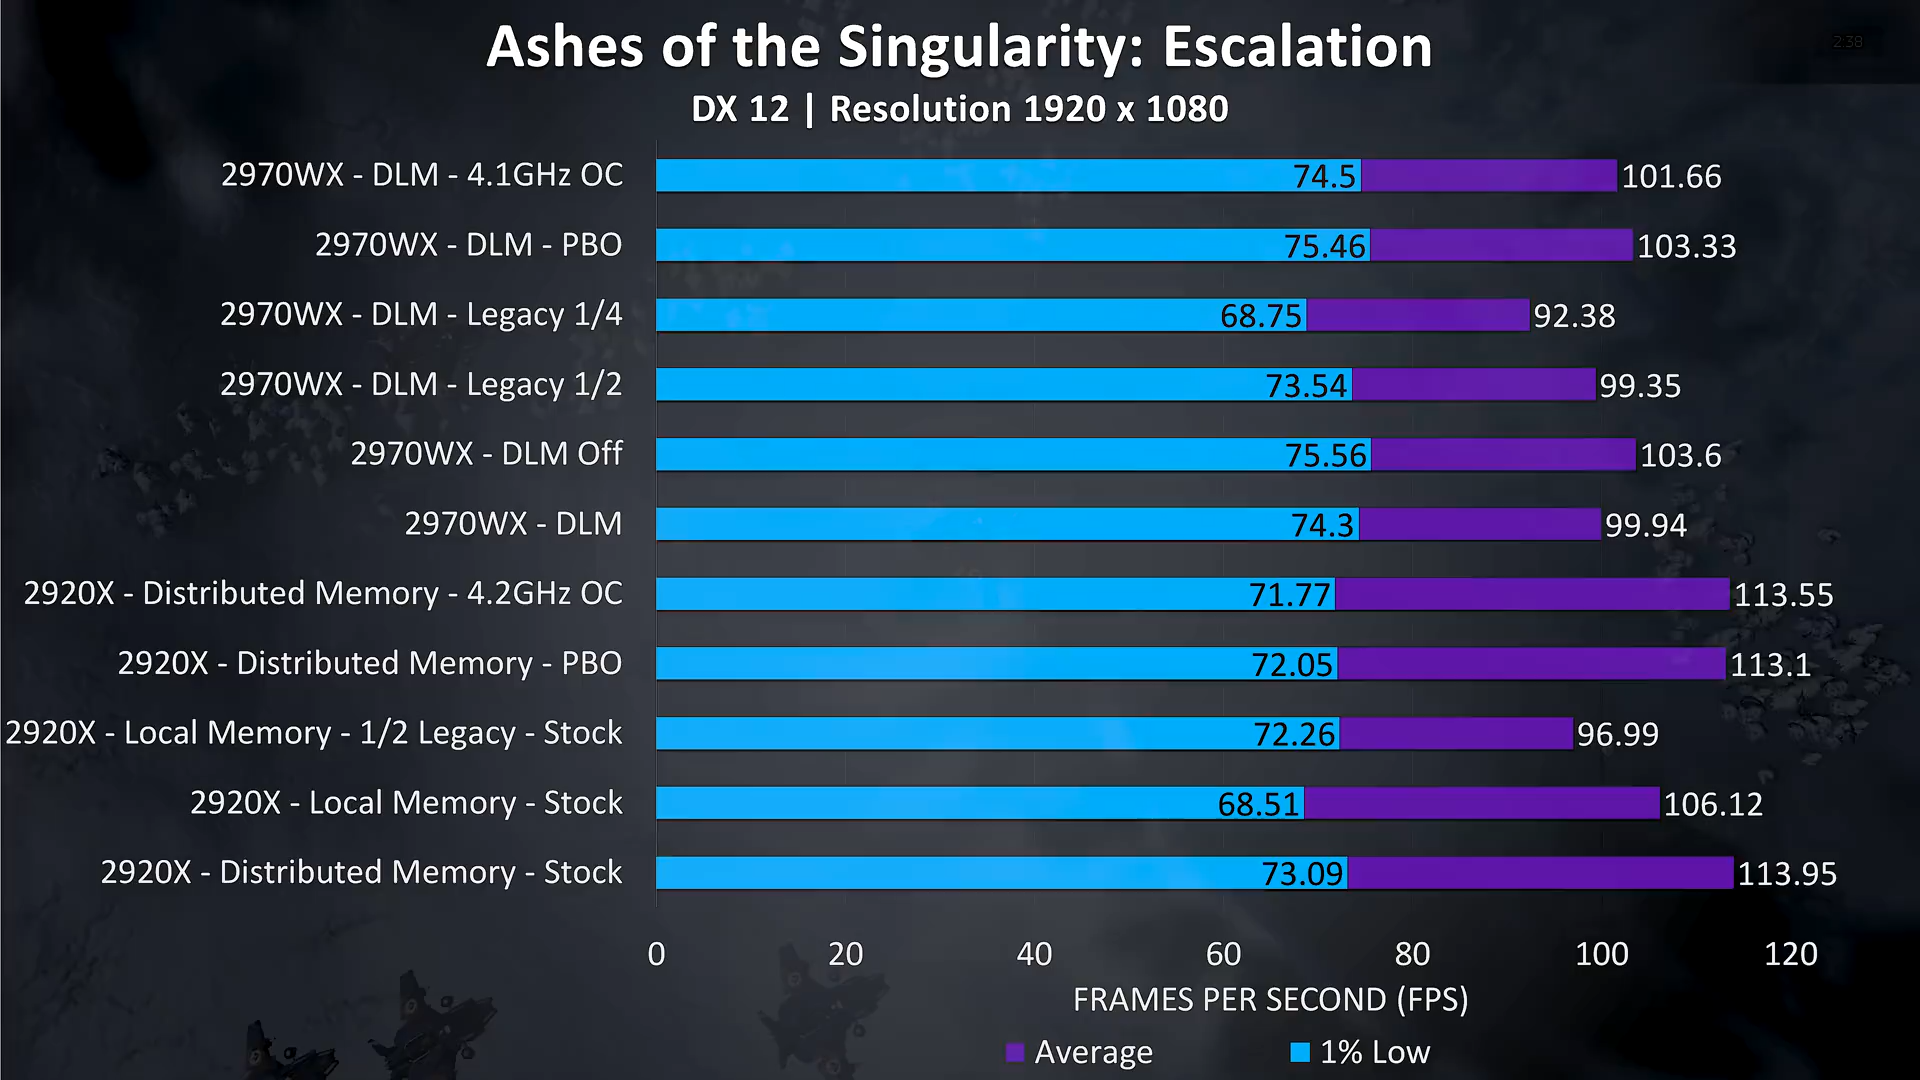 Ashes of the Singularity: Escalation
2:38
DX 12 | Resolution 1920 x 1080
2970WX - DLM - 4.1GHz OC 74.5 101.66
2970WX - DLM - PBO 75.46 103.33
2970WX - DLM - Legacy 1/4 68.75 92.38
2970WX - DLM - Legacy 1/2 73.54 99.35
2970WX - DLM Off 75.56 103.6
2970WX - DLM 74.3 99.94
2920X - Distributed Memory - 4.2GHz OC 71.77 113.55
2920X - Distributed Memory - PBO 72.05 113.1
2920X - Local Memory - 1/2 Legacy - Stock 72.26 96.99
2920X - Local Memory - Stock 68.51 106.12
2920X - Distributed Memory - Stock 73.09 113.95
0 20 40 60 80 100 120
FRAMES PER SECOND (FPS)
Average 1% Low